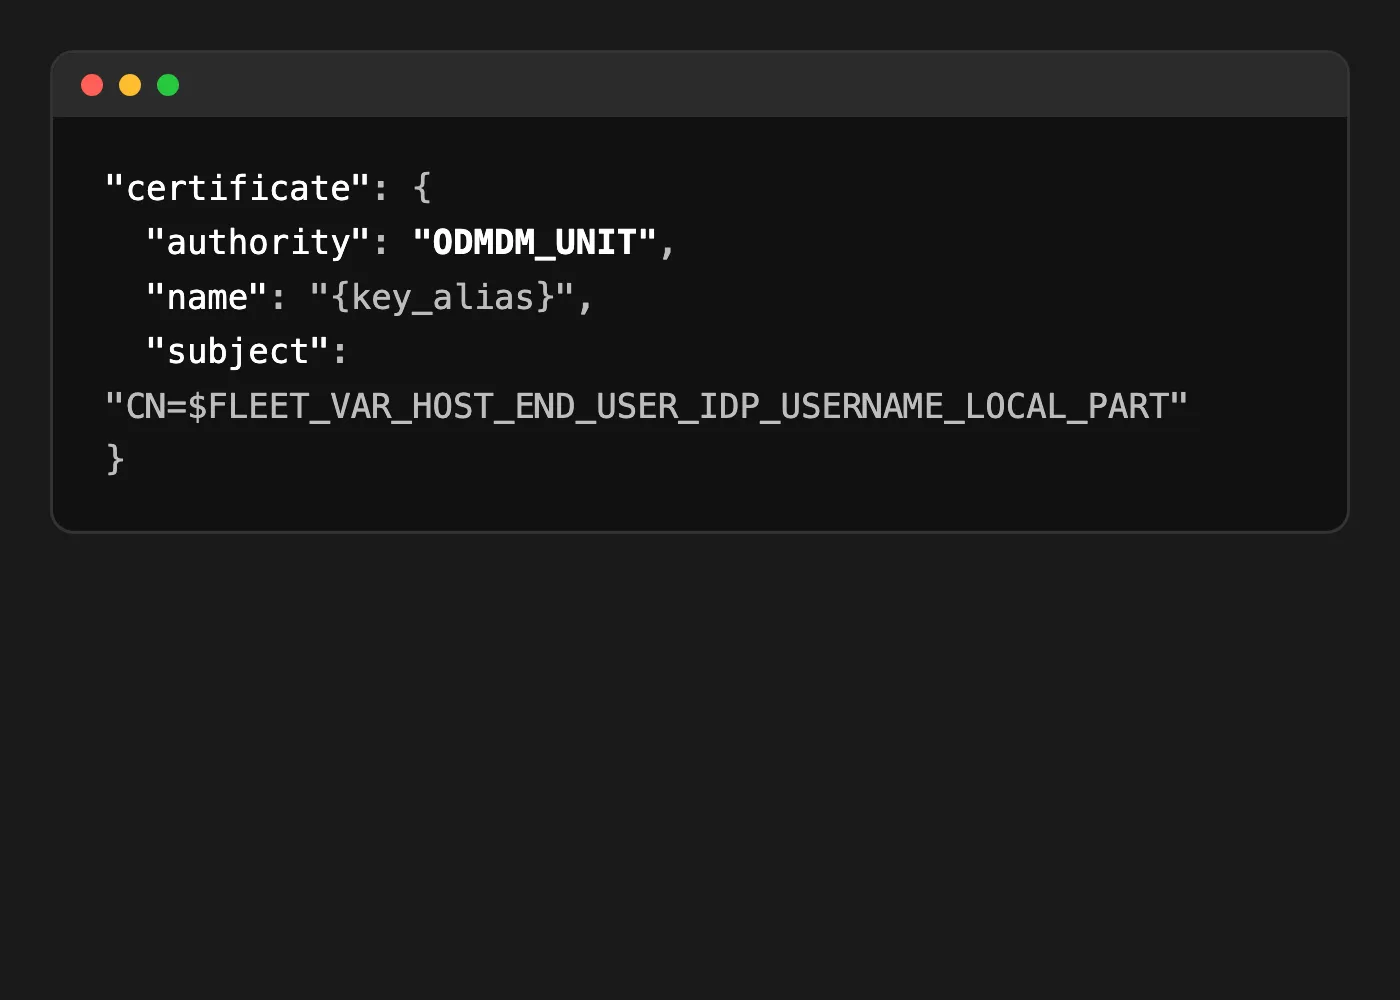 "certificate": {
  "authority": "ODMDM_UNIT",
  "name": "{key_alias}",
  "subject":
"CN=$FLEET_VAR_HOST_END_USER_IDP_USERNAME_LOCAL_PART"
}